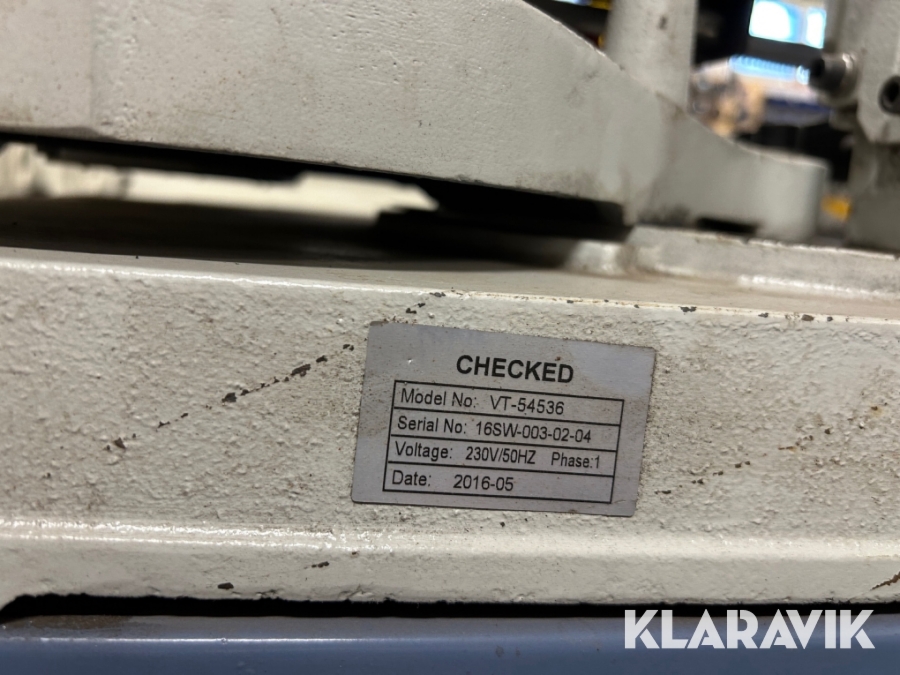 CHECKED
Model No: VT-54536
Serial No: 16SW-003-02-04
Voltage: 230V/50HZ Phase:1
Date: 2016-05
KLARAVIK